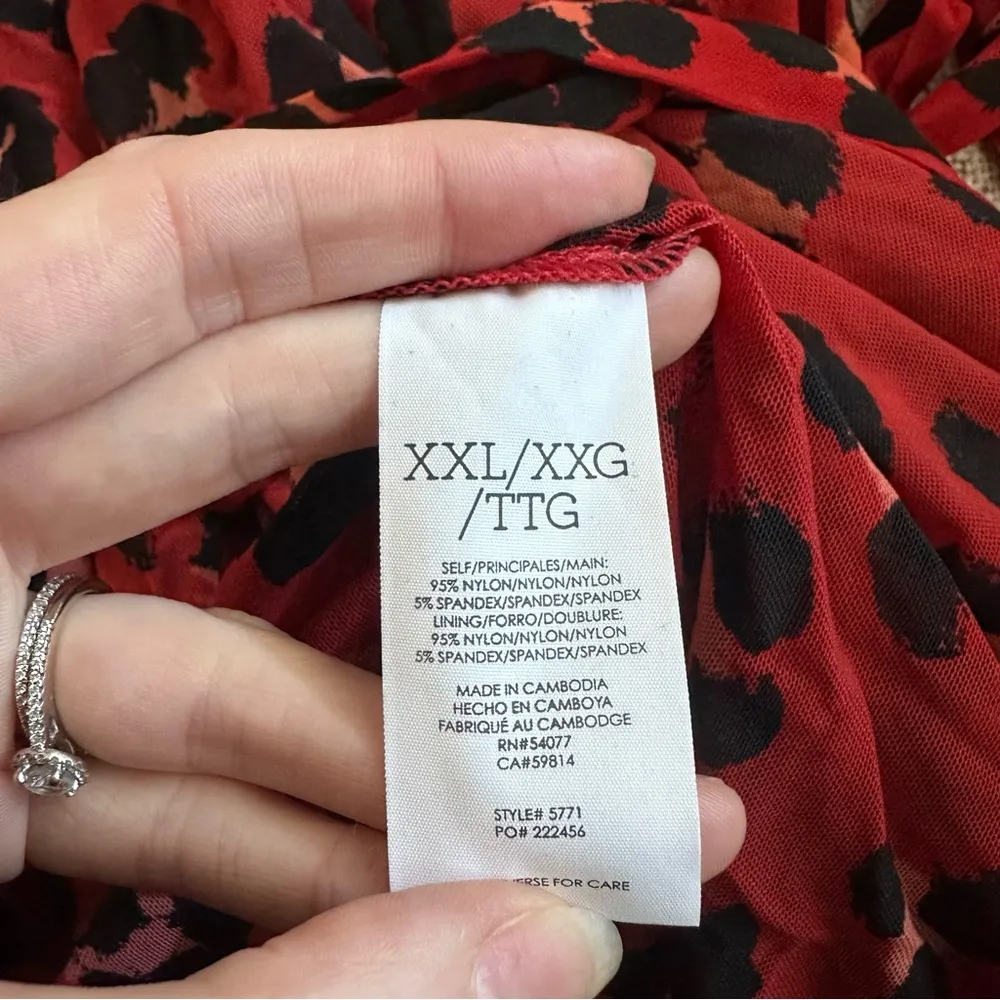 XXL/XXG
/TTG
SELF/PRINCIPALES/MAIN:
95% NYLON/NYLON/NYLON
5% SPANDEX/SPANDEX/SPANDEX
LINING/FORRO/DOUBLURE:
95% NYLON/NYLON/NYLON
5% SPANDEX/SPANDEX/SPANDEX
MADE IN CAMBODIA
HECHO EN CAMBOYA
FABRIQUÉ AU CAMBODGE
RN#54077
CA#59814
STYLE# 5771
PO# 222456
FOR CARE